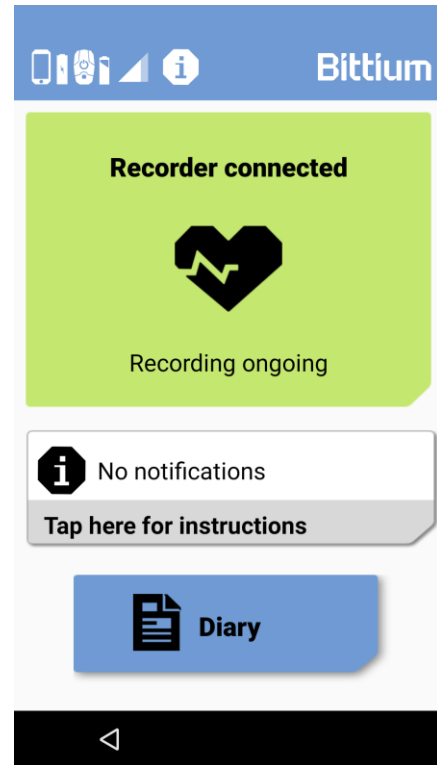 Bittium
Recorder connected
Recording ongoing
No notifications
Tap here for instructions
Diary